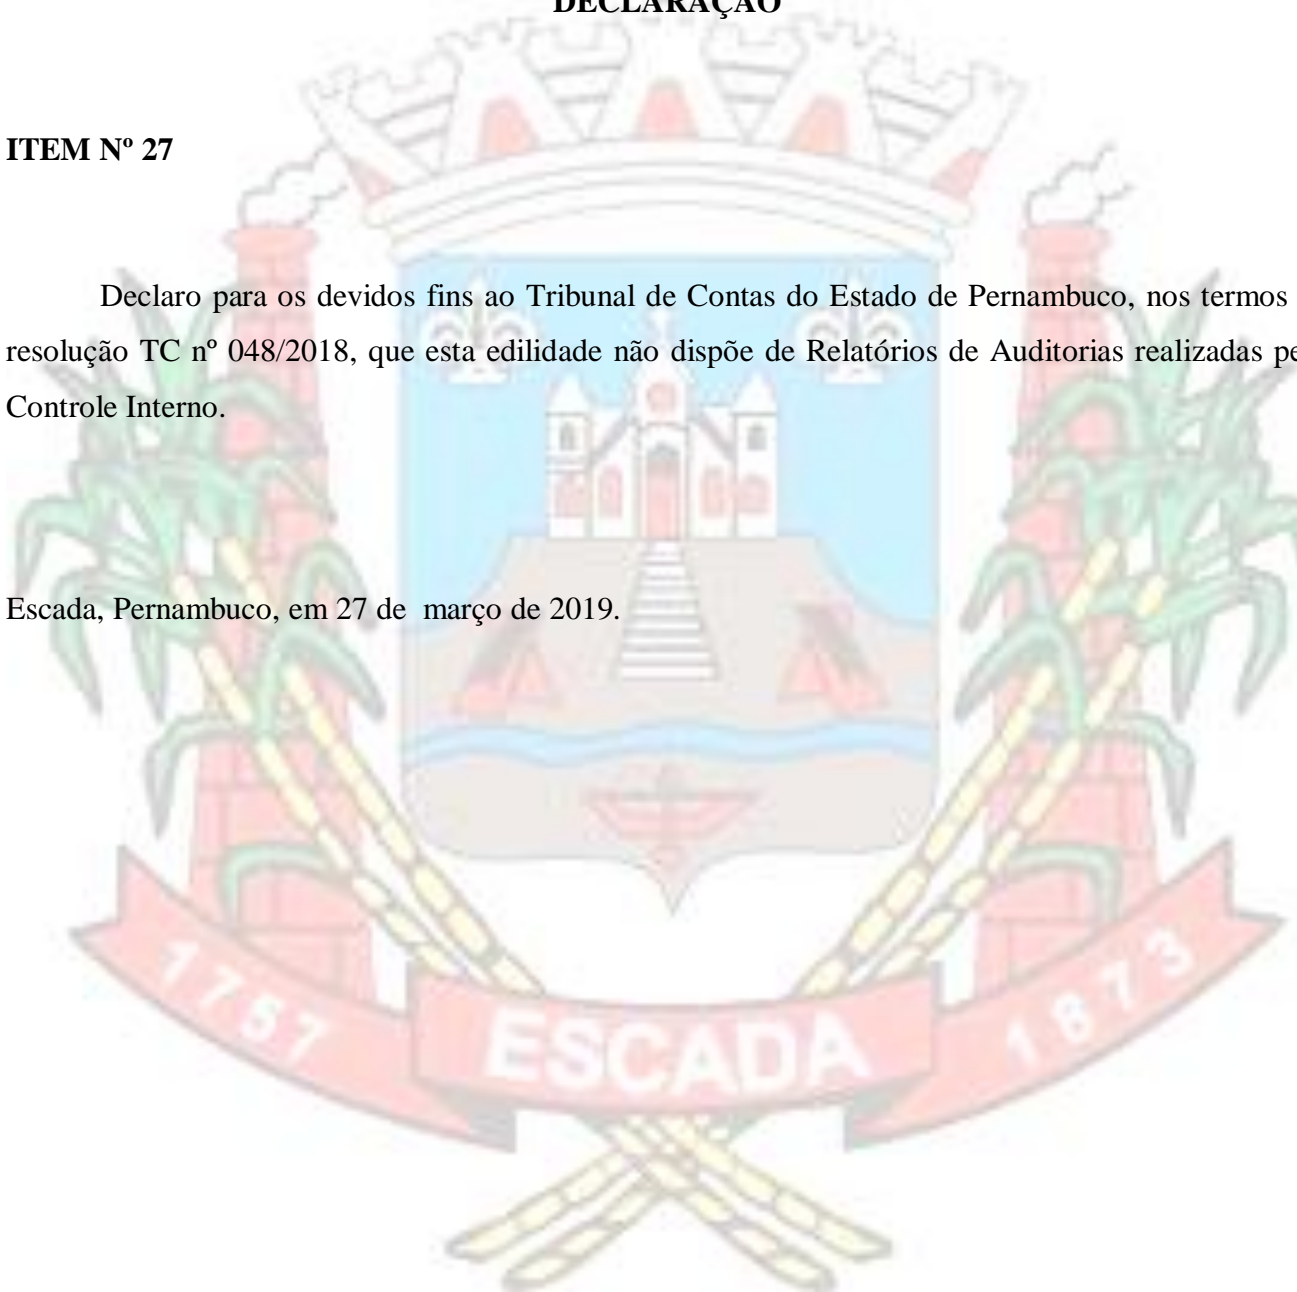 DECLARAÇÃO
ITEM Nº 27
Declaro para os devidos fins ao Tribunal de Contas do Estado de Pernambuco, nos termos
resolução TC nº 048/2018, que esta edilidade não dispõe de Relatórios de Auditorias realizadas pe
Controle Interno.
Escada, Pernambuco, em 27 de março de 2019.
1757 ESCADA 1873